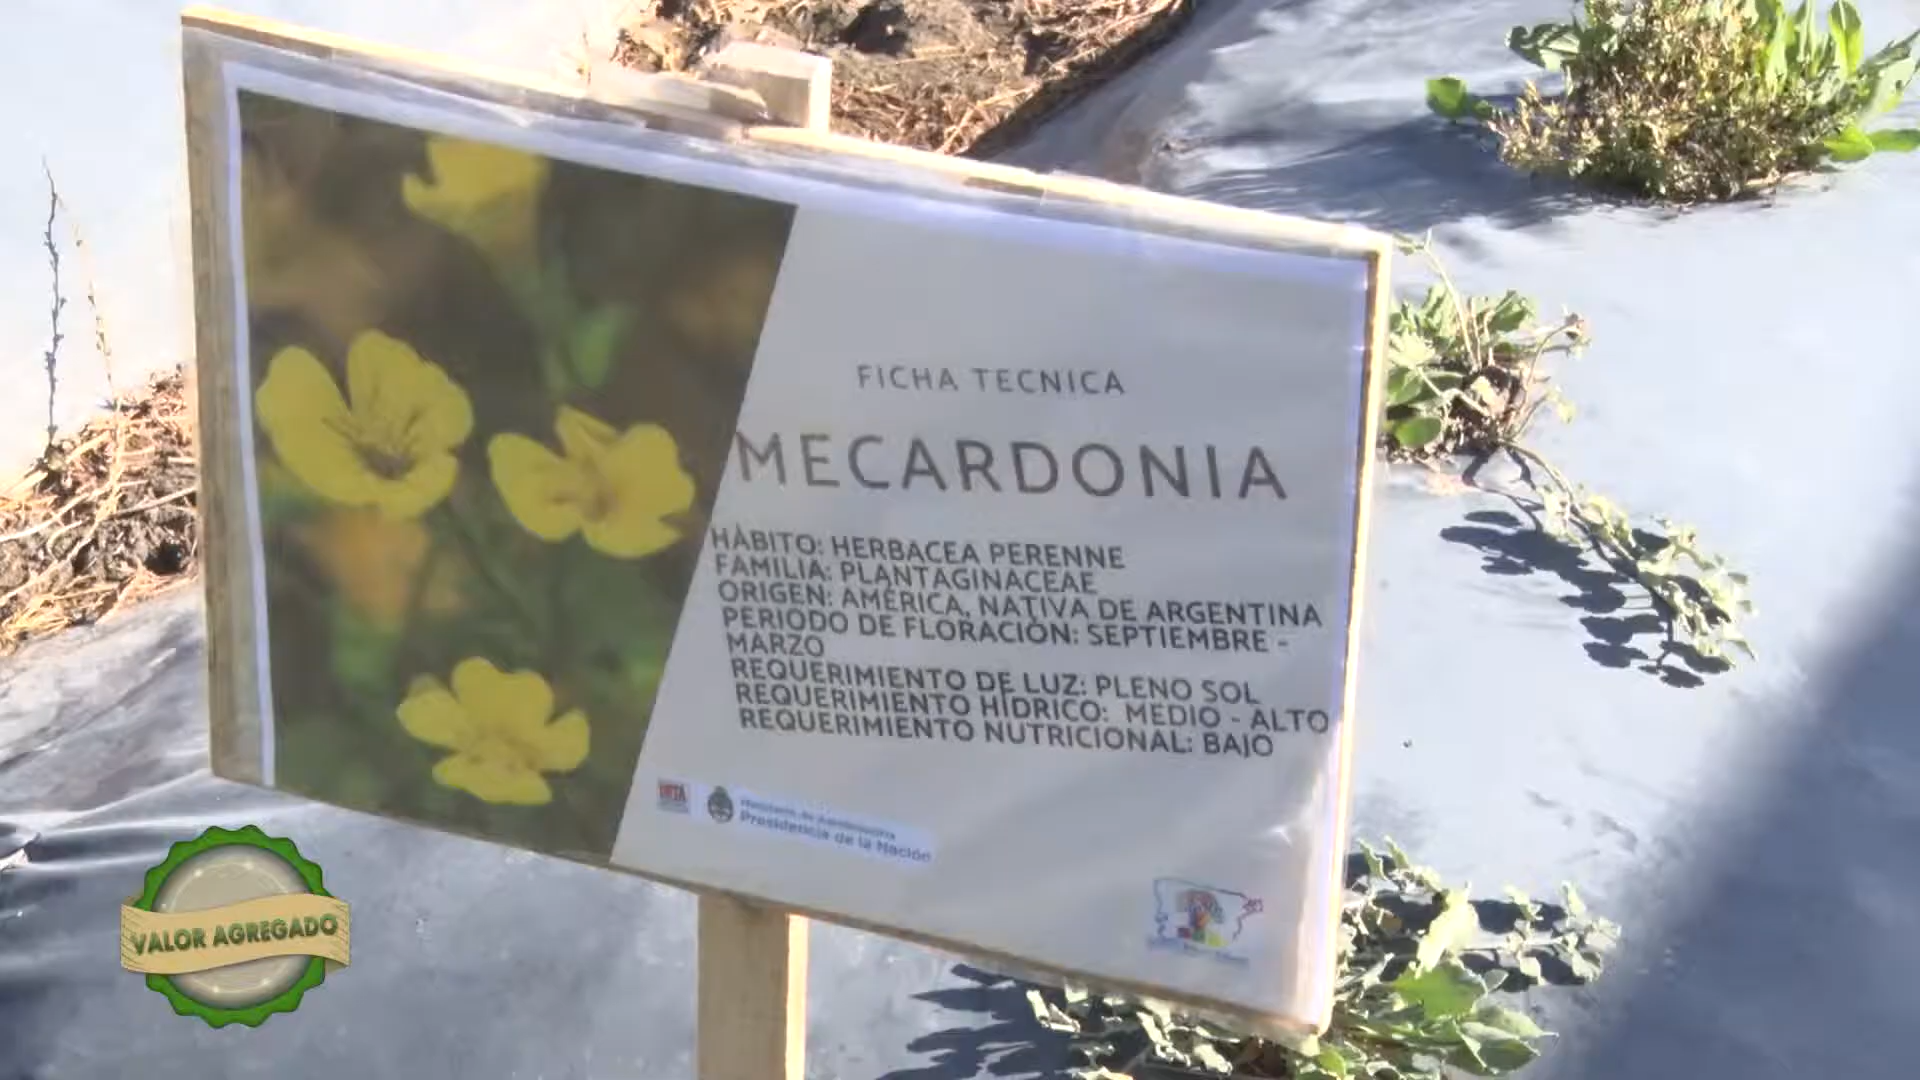 FICHA TECNICA
MECARDONIA
HÀBITO: HERBACEA PERENNE
FAMILIA: PLANTAGINACEAE
ORIGEN: AMÉRICA, NATIVA DE ARGENTINA
PERIODO DE FLORACIÓN: SEPTIEMBRE -
MARZO
REQUERIMIENTO DE LUZ: PLENO SOL
REQUERIMIENTO HÍDRICO: MEDIO - ALTO
REQUERIMIENTO NUTRICIONAL: BAJO
INTA
Presidencia de la Nación
VALOR AGREGADO